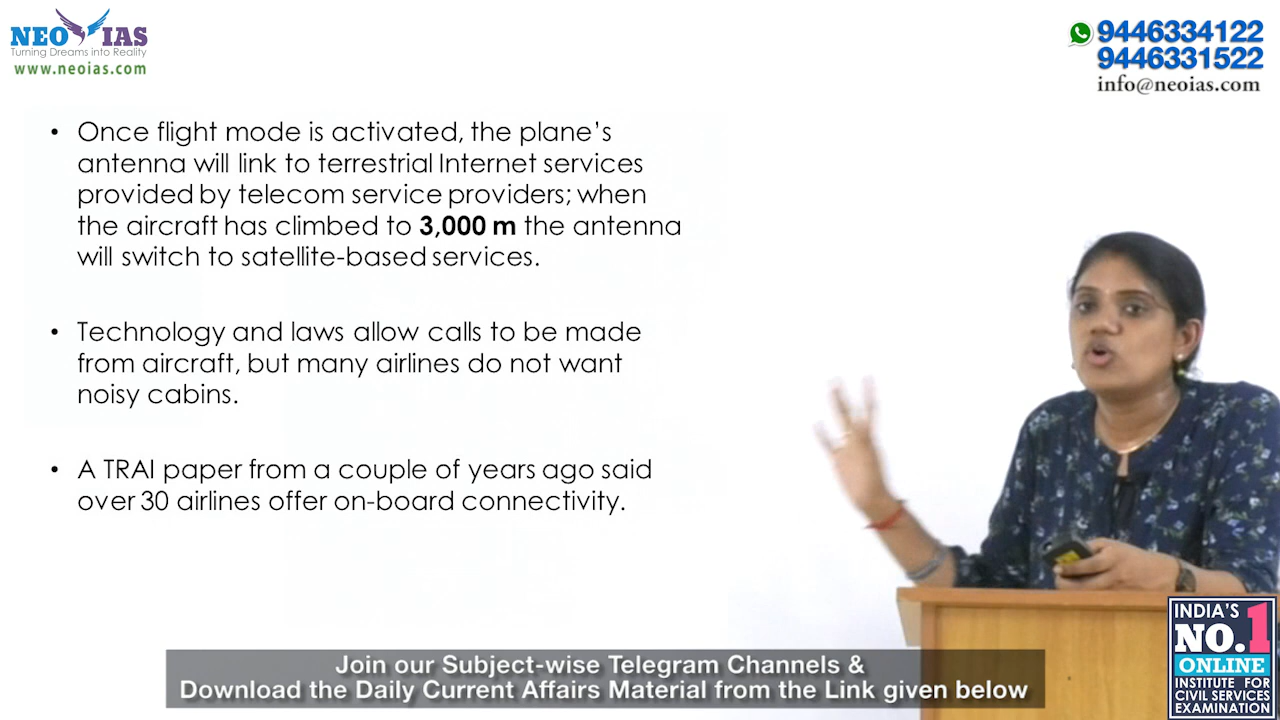 NEO IAS
Turning Dreams into Reality
www.neoias.com
9446334122
9446331522
info@neoias.com
• Once flight mode is activated, the plane's
antenna will link to terrestrial Internet services
provided by telecom service providers; when
the aircraft has climbed to 3,000 m the antenna
will switch to satellite-based services.
• Technology and laws allow calls to be made
from aircraft, but many airlines do not want
noisy cabins.
• A TRAI paper from a couple of years ago said
over 30 airlines offer on-board connectivity.
Join our Subject-wise Telegram Channels &
Download the Daily Current Affairs Material from the Link given below
INDIA'S
NO.1
ONLINE
INSTITUTE FOR
CIVIL SERVICES
EXAMINATION